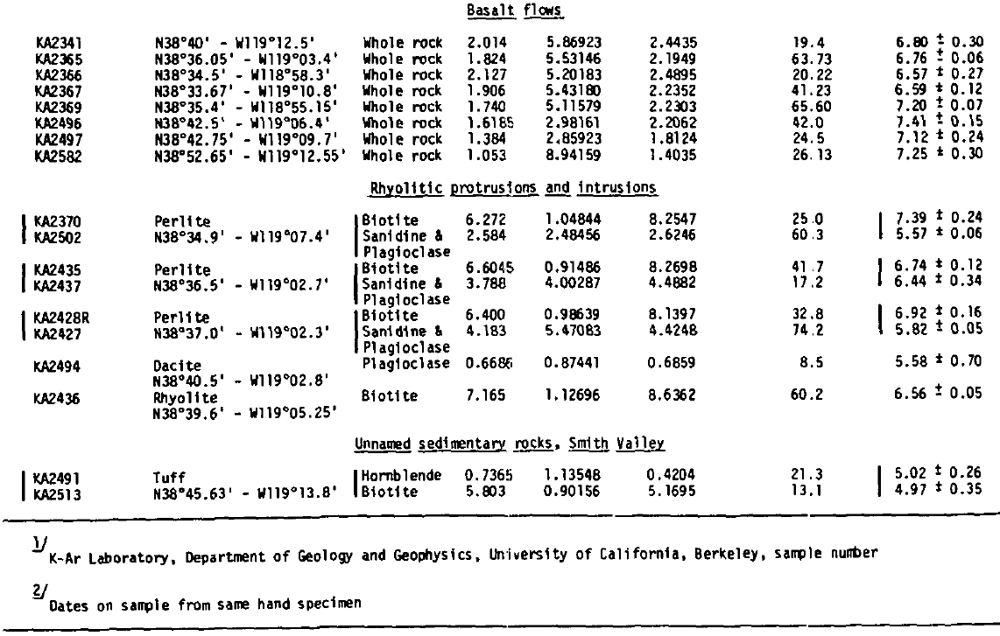 Basalt flows
KA2341 N38°40' - W119°12.5' Whole rock 2.014 5.86923 2.4435 19.4 6.80 ± 0.30
KA2365 N38°36.05' - W119°03.4' Whole rock 1.824 5.53146 2.1949 63.73 6.76 ± 0.06
KA2366 N38°34.5' - W118°58.3' Whole rock 2.127 5.20183 2.4895 20.22 6.57 ± 0.27
KA2367 N38°33.67' - W119°10.8' Whole rock 1.906 5.43180 2.2352 41.23 6.59 ± 0.12
KA2369 N38°35.4' - W118°55.15' Whole rock 1.740 5.11579 2.2303 65.60 7.20 ± 0.07
KA2496 N38°42.5' - W119°06.4' Whole rock 1.6185 2.98161 2.2062 42.0 7.41 ± 0.15
KA2497 N38°42.75' - W119°09.7' Whole rock 1.384 2.85923 1.8124 24.5 7.12 ± 0.24
KA2582 N38°52.65' - W119°12.55' Whole rock 1.053 8.94159 1.4035 26.13 7.25 ± 0.30
Rhyolitic protrusions and intrusions
KA2370 Perlite Biotite 6.272 1.04844 8.2547 25.0 7.39 ± 0.24
KA2502 N38°34.9' - W119°07.4' Sanidine & 2.584 2.48456 2.6246 60.3 5.57 ± 0.06
Plagioclase
KA2435 Perlite Biotite 6.6045 0.91486 8.2698 41.7 6.74 ± 0.12
KA2437 N38°36.5' - W119°02.7' Sanidine & 3.788 4.00287 4.4882 17.2 6.44 ± 0.34
Plagioclase
KA2428R Perlite Biotite 6.400 0.98639 8.1397 32.8 6.92 ± 0.16
KA2427 N38°37.0' - W119°02.3' Sanidine & 4.183 5.47083 4.4248 74.2 5.82 ± 0.05
Plagioclase
KA2494 Dacite Plagioclase 0.6686 0.87441 0.6859 8.5 5.58 ± 0.70
N38°40.5' - W119°02.8'
KA2436 Rhyolite Biotite 7.165 1.12696 8.6362 60.2 6.56 ± 0.05
N38°39.6' - W119°05.25'
Unnamed sedimentary rocks, Smith Valley
KA2491 Tuff Hornblende 0.7365 1.13548 0.4204 21.3 5.02 ± 0.26
KA2513 N38°45.63' - W119°13.8' Biotite 5.803 0.90156 5.1695 13.1 4.97 ± 0.35
1/ K-Ar Laboratory, Department of Geology and Geophysics, University of California, Berkeley, sample number
2/ Dates on sample from same hand specimen